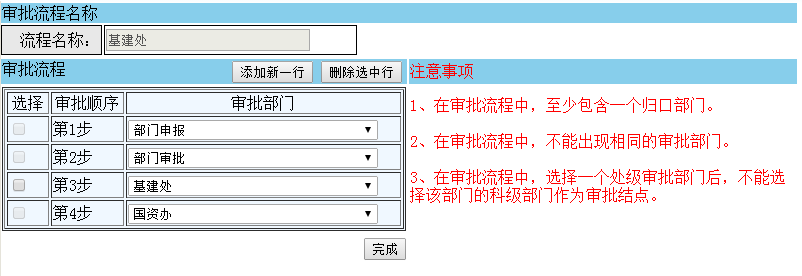 审批流程名称
流程名称： 基建处
审批流程 添加新一行 删除选中行
选择 审批顺序 审批部门
第1步 部门申报
第2步 部门审批
第3步 基建处
第4步 国资办
完成
注意事项
1、在审批流程中，至少包含一个归口部门。
2、在审批流程中，不能出现相同的审批部门。
3、在审批流程中，选择一个处级审批部门后，不能选
择该部门的科级部门作为审批结点。